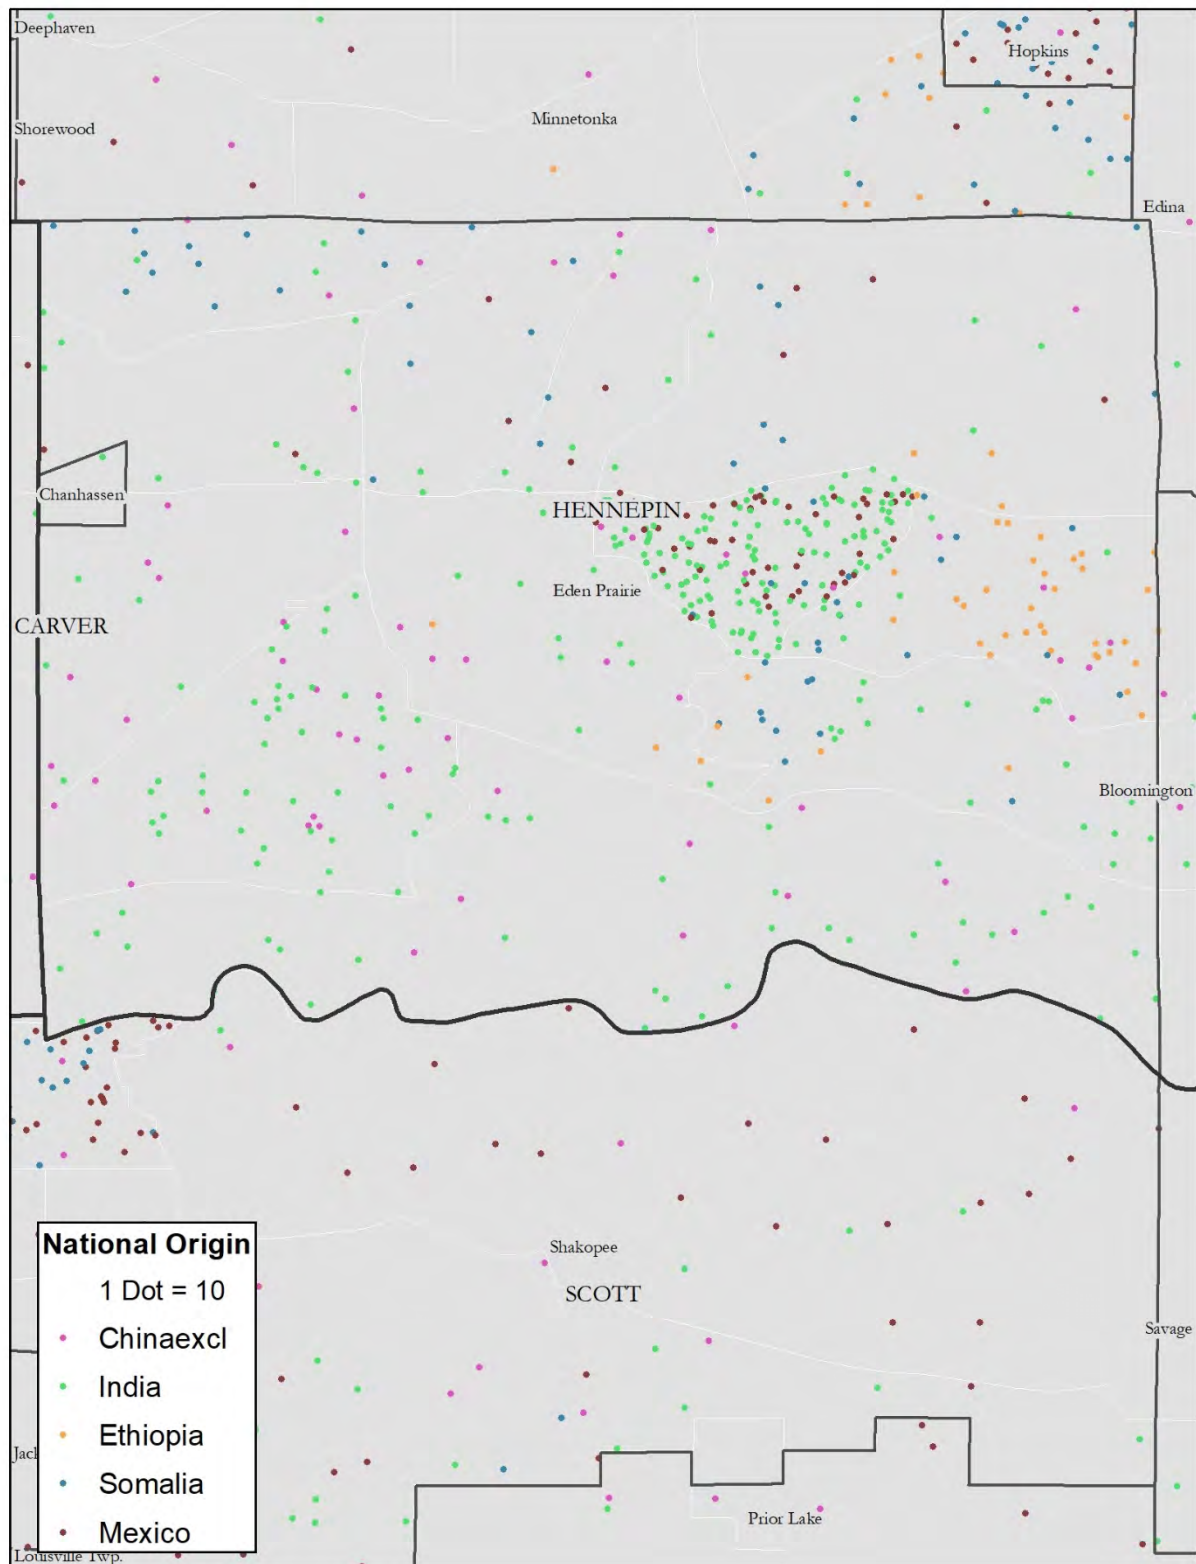 Deephaven
Hopkins
Minnetonka
Shorewood
Edina
Chanhassen
HENNEPIN
Eden Prairie
CARVER
Bloomington
National Origin
1 Dot = 10
Chinaexcl
India
Ethiopia
Somalia
Mexico
Shakopee
SCOTT
Savage
Jac
Prior Lake
Louisville Twp.